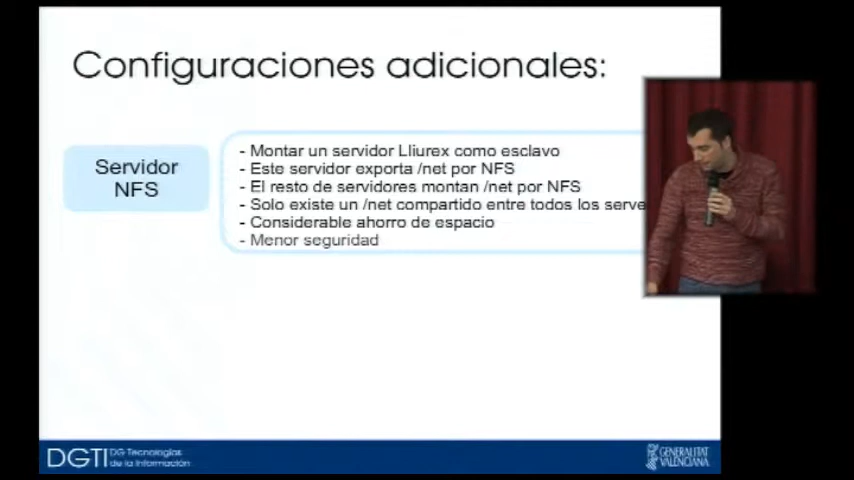 Configuraciones adicionales:
Servidor
NFS
- Montar un servidor Lliurex como esclavo
- Este servidor exporta /net por NFS
- El resto de servidores montan /net por NFS
- Solo existe un /net compartido entre todos los serve
- Considerable ahorro de espacio
- Menor seguridad
DGTI DG Tecnologías
de la Información
GENERALITAT
VALENCIANA